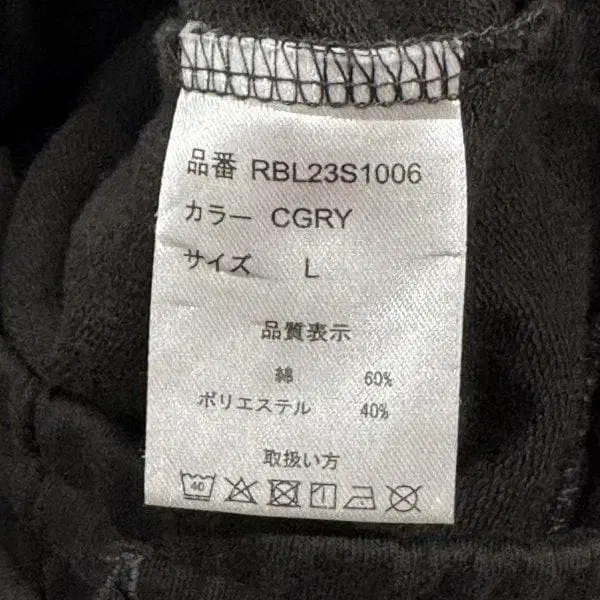 品番 RBL23S1006
カラー CGRY
サイズ L
品質表示
綿 60%
ポリエステル 40%
取扱い方
40